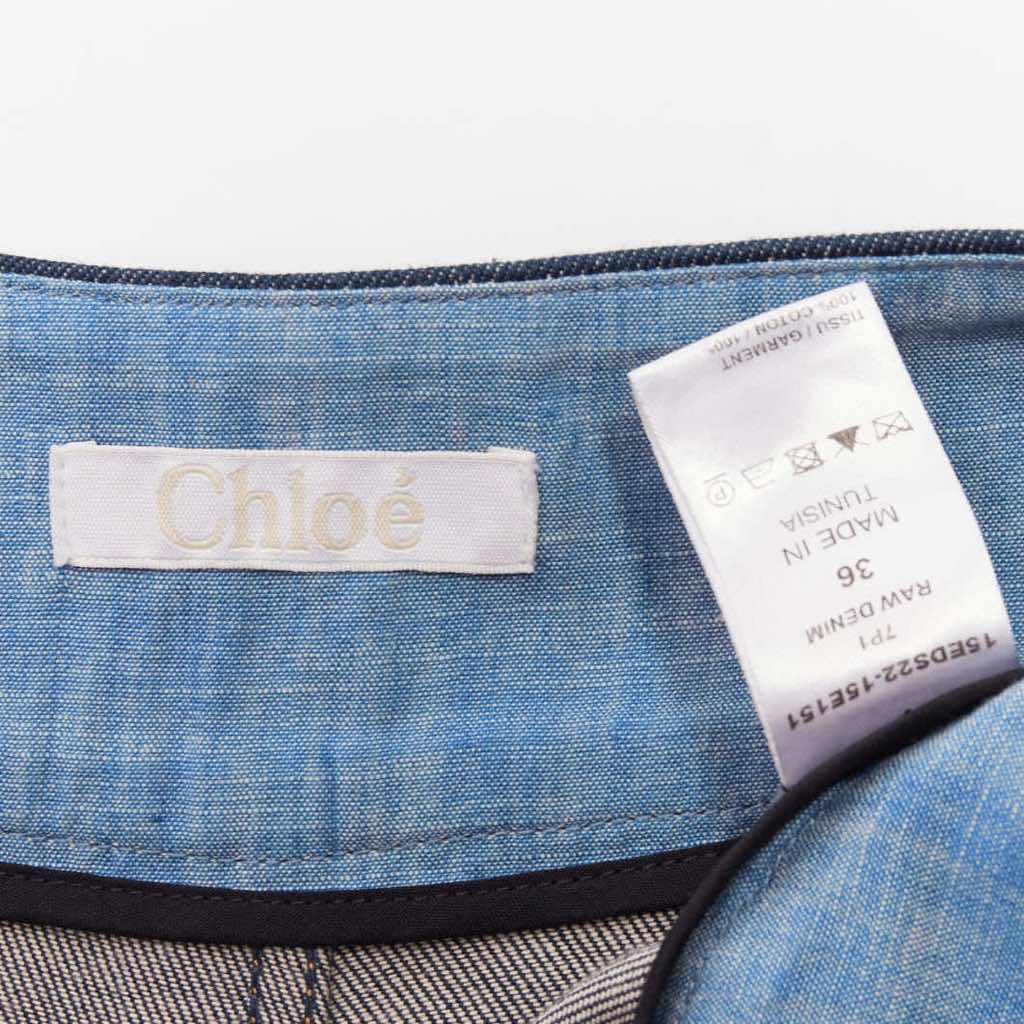 Chloé
15EDS22-15E151
7P1
RAW DENIM
36
MADE IN
TUNISIA
P
TISSU / GARMENT
100% COTON / 100%